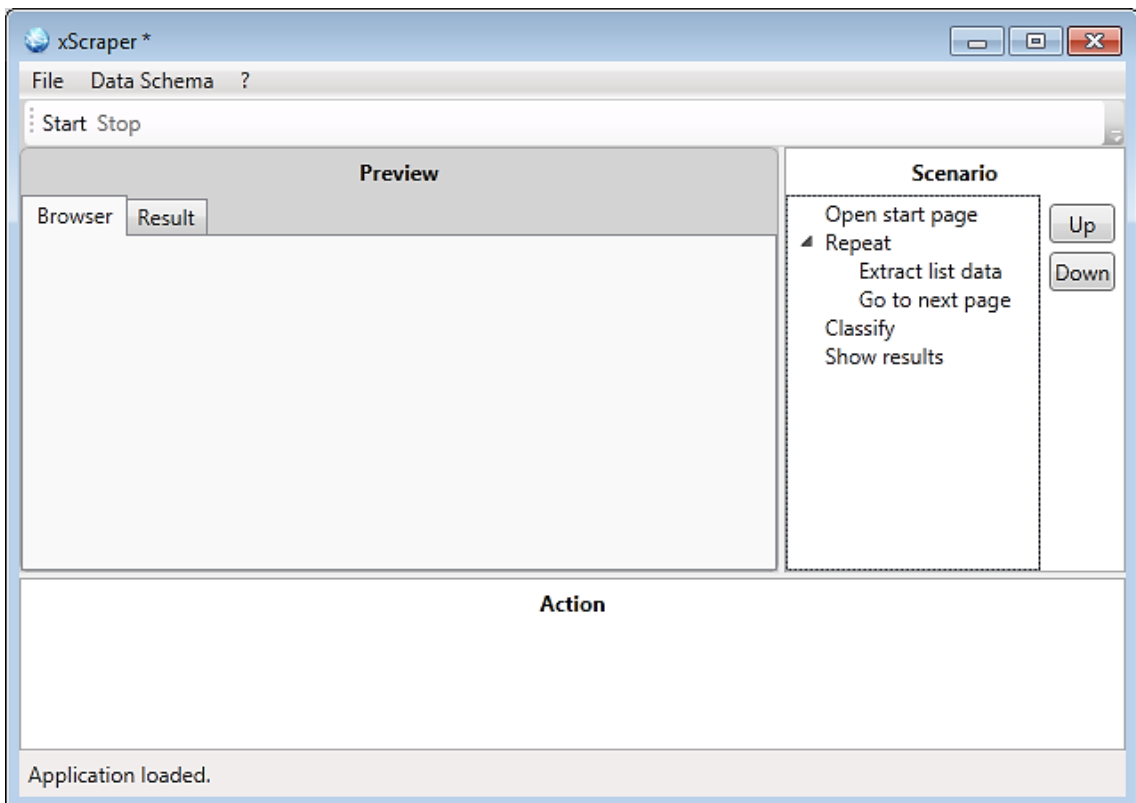 xScraper *
File Data Schema ?
Start Stop
Preview
Browser Result
Scenario
Open start page
Repeat
Extract list data
Go to next page
Classify
Show results
Up
Down
Action
Application loaded.